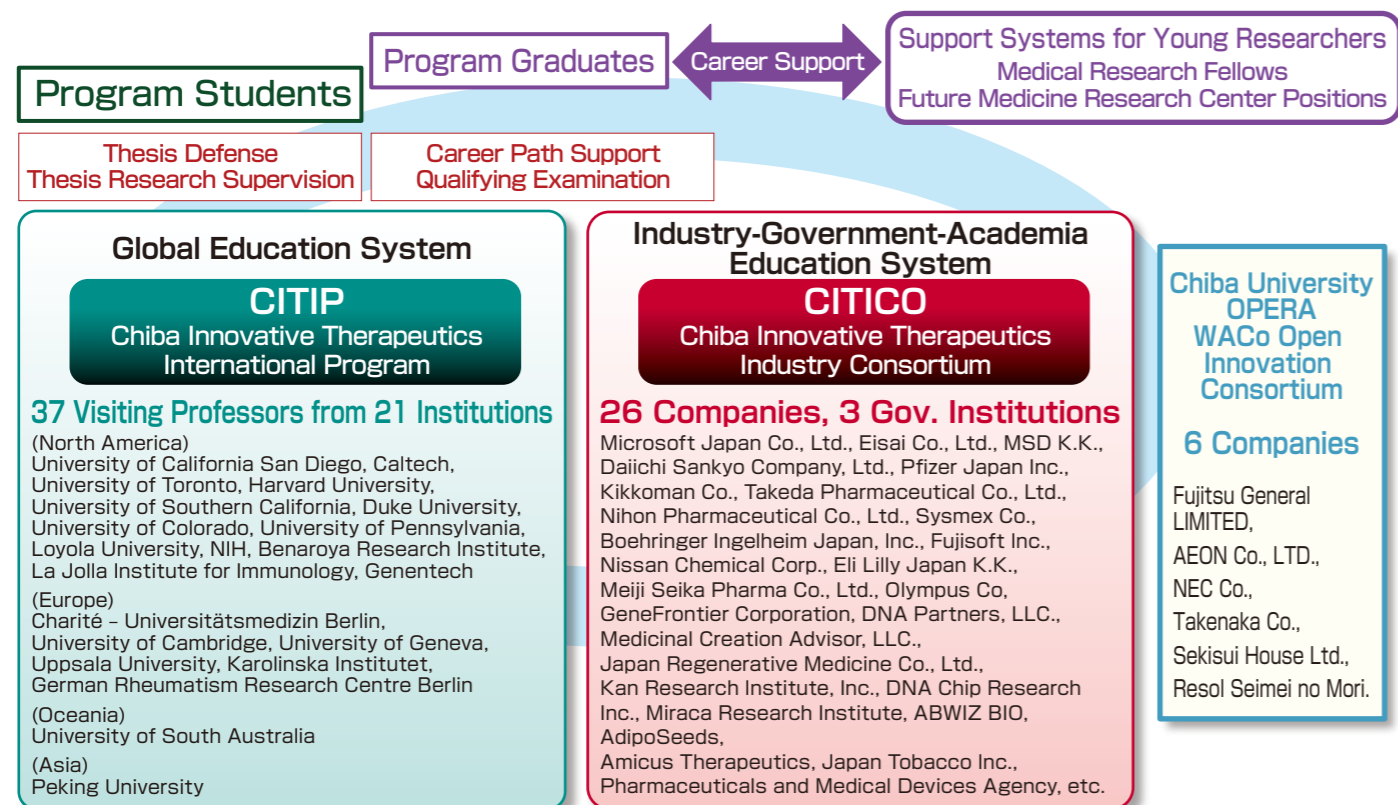 Program Students
Program Graduates
Career Support
Support Systems for Young Researchers
Medical Research Fellows
Future Medicine Research Center Positions
Thesis Defense
Thesis Research Supervision
Career Path Support
Qualifying Examination
Global Education System
CITIP
Chiba Innovative Therapeutics
International Program
37 Visiting Professors from 21 Institutions
(North America)
University of California San Diego, Caltech,
University of Toronto, Harvard University,
University of Southern California, Duke University,
University of Colorado, University of Pennsylvania,
Loyola University, NIH, Benaroya Research Institute,
La Jolla Institute for Immunology, Genentech
(Europe)
Charité – Universitätsmedizin Berlin,
University of Cambridge, University of Geneva,
Uppsala University, Karolinska Institutet,
German Rheumatism Research Centre Berlin
(Oceania)
University of South Australia
(Asia)
Peking University
Industry-Government-Academia
Education System
CITICO
Chiba Innovative Therapeutics
Industry Consortium
26 Companies, 3 Gov. Institutions
Microsoft Japan Co., Ltd., Eisai Co., Ltd., MSD K.K.,
Daiichi Sankyo Company, Ltd., Pfizer Japan Inc.,
Kikkoman Co., Takeda Pharmaceutical Co., Ltd.,
Nihon Pharmaceutical Co., Ltd., Sysmex Co.,
Boehringer Ingelheim Japan, Inc., Fujisoft Inc.,
Nissan Chemical Corp., Eli Lilly Japan K.K.,
Meiji Seika Pharma Co., Ltd., Olympus Co,
GeneFrontier Corporation, DNA Partners, LLC.,
Medicinal Creation Advisor, LLC.,
Japan Regenerative Medicine Co., Ltd.,
Kan Research Institute, Inc., DNA Chip Research
Inc., Miraca Research Institute, ABWIZ BIO,
AdipoSeeds,
Amicus Therapeutics, Japan Tobacco Inc.,
Pharmaceuticals and Medical Devices Agency, etc.
Chiba University
OPERA
WACo Open
Innovation
Consortium
6 Companies
Fujitsu General
LIMITED,
AEON Co., LTD.,
NEC Co.,
Takenaka Co.,
Sekisui House Ltd.,
Resol Seimei no Mori.